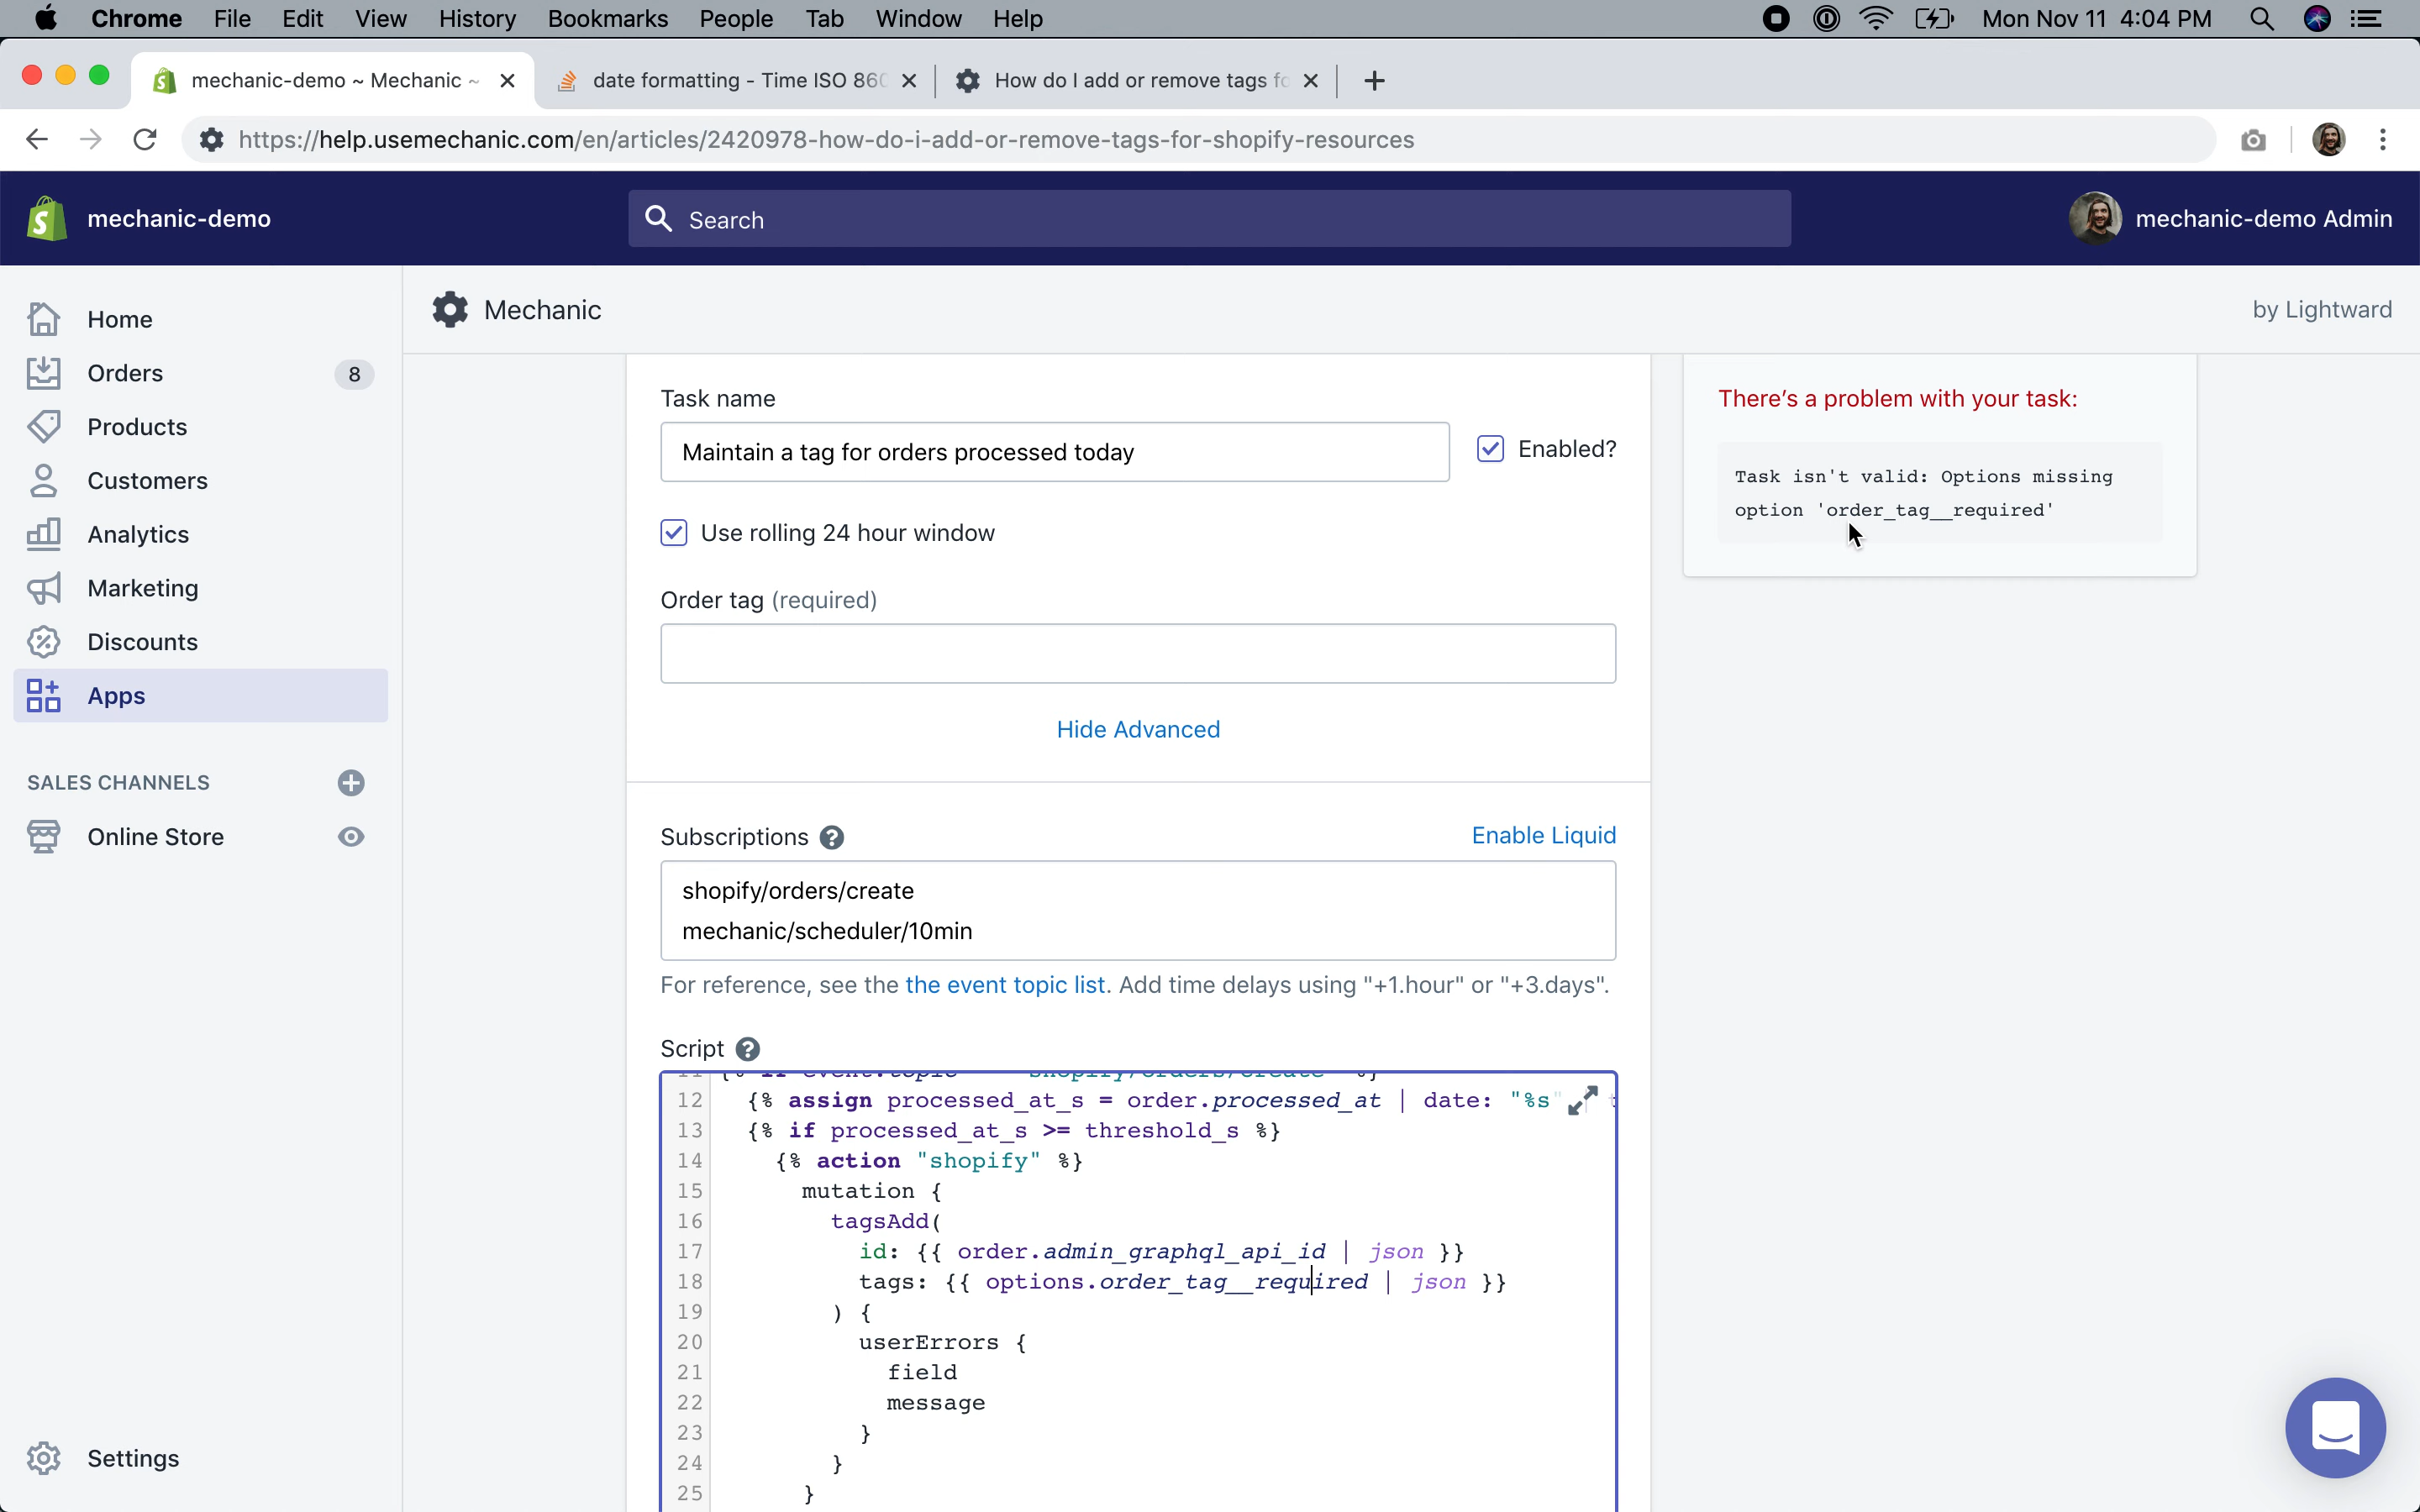 Chrome File Edit View History Bookmarks People Tab Window Help Mon Nov 11 4:04 PM
mechanic-demo ~ Mechanic ~
date formatting - Time ISO 860
How do I add or remove tags fo
https://help.usemechanic.com/en/articles/2420978-how-do-i-add-or-remove-tags-for-shopify-resources
mechanic-demo
Search
mechanic-demo Admin
Home
Orders 8
Products
Customers
Analytics
Marketing
Discounts
Apps
SALES CHANNELS
Online Store
Settings
Mechanic
by Lightward
Task name
Maintain a tag for orders processed today
Enabled?
Use rolling 24 hour window
Order tag (required)
Hide Advanced
Subscriptions
Enable Liquid
shopify/orders/create
mechanic/scheduler/10min
For reference, see the the event topic list. Add time delays using "+1.hour" or "+3.days".
Script
12 {% assign processed_at_s = order.processed_at | date: "%s"
13 {% if processed_at_s >= threshold_s %}
14 {% action "shopify" %}
15 mutation {
16 tagsAdd(
17 id: {{ order.admin_graphql_api_id | json }}
18 tags: {{ options.order_tag__required | json }}
19 ) {
20 userErrors {
21 field
22 message
23 }
24 }
25 }
There's a problem with your task:
Task isn't valid: Options missing
option 'order_tag__required'